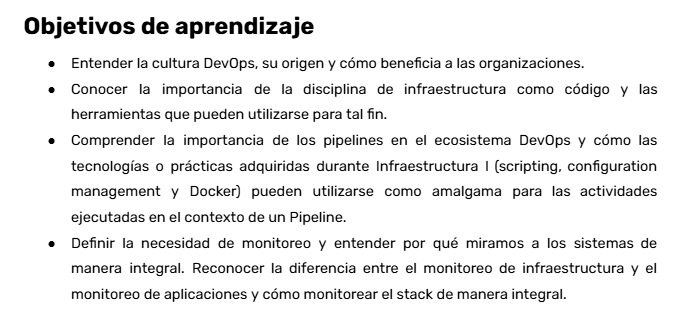 Objetivos de aprendizaje
● Entender la cultura DevOps, su origen y cómo beneficia a las organizaciones.
● Conocer la importancia de la disciplina de infraestructura como código y las
herramientas que pueden utilizarse para tal fin.
● Comprender la importancia de los pipelines en el ecosistema DevOps y cómo las
tecnologías o prácticas adquiridas durante Infraestructura I (scripting, configuration
management y Docker) pueden utilizarse como amalgama para las actividades
ejecutadas en el contexto de un Pipeline.
● Definir la necesidad de monitoreo y entender por qué miramos a los sistemas de
manera integral. Reconocer la diferencia entre el monitoreo de infraestructura y el
monitoreo de aplicaciones y cómo monitorear el stack de manera integral.